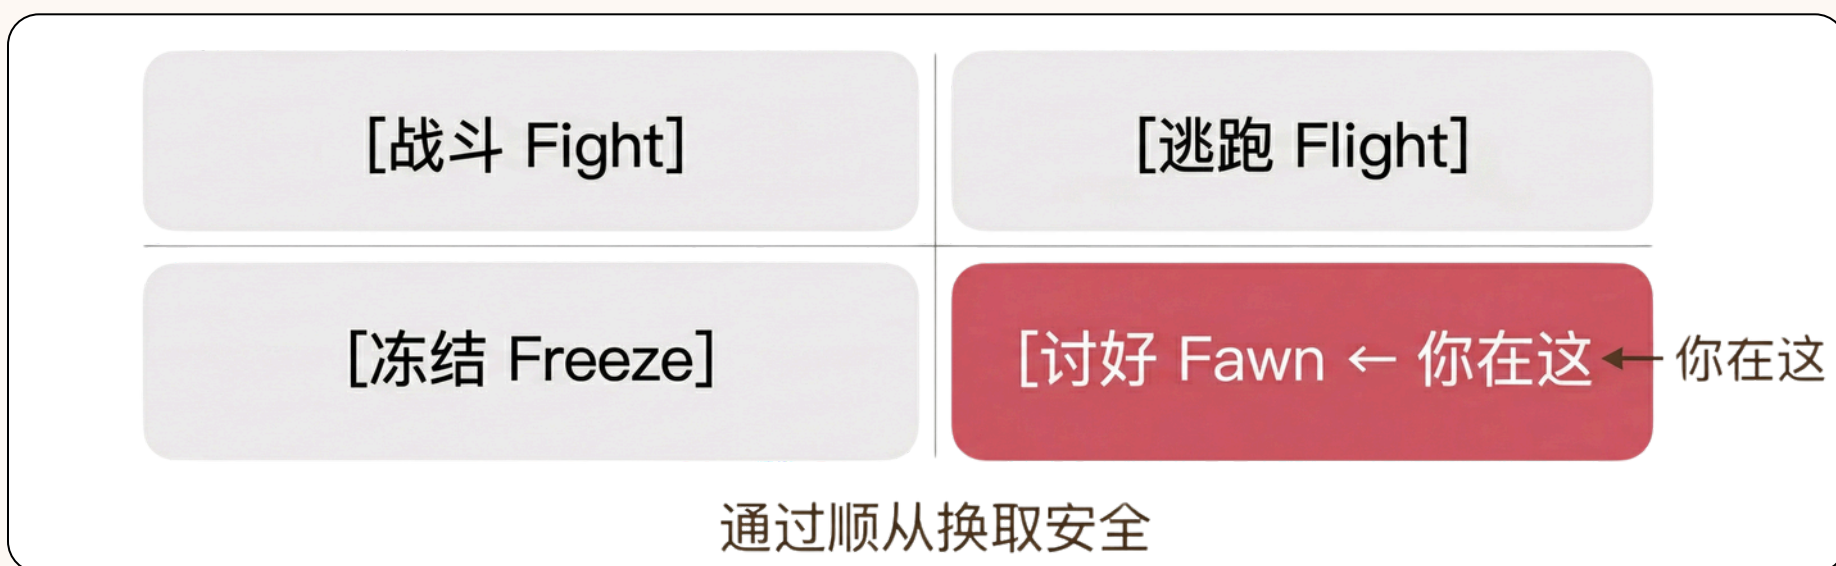 [战斗 Fight]
[逃跑 Flight]
[冻结 Freeze]
[讨好 Fawn ← 你在这
你在这
通过顺从换取安全